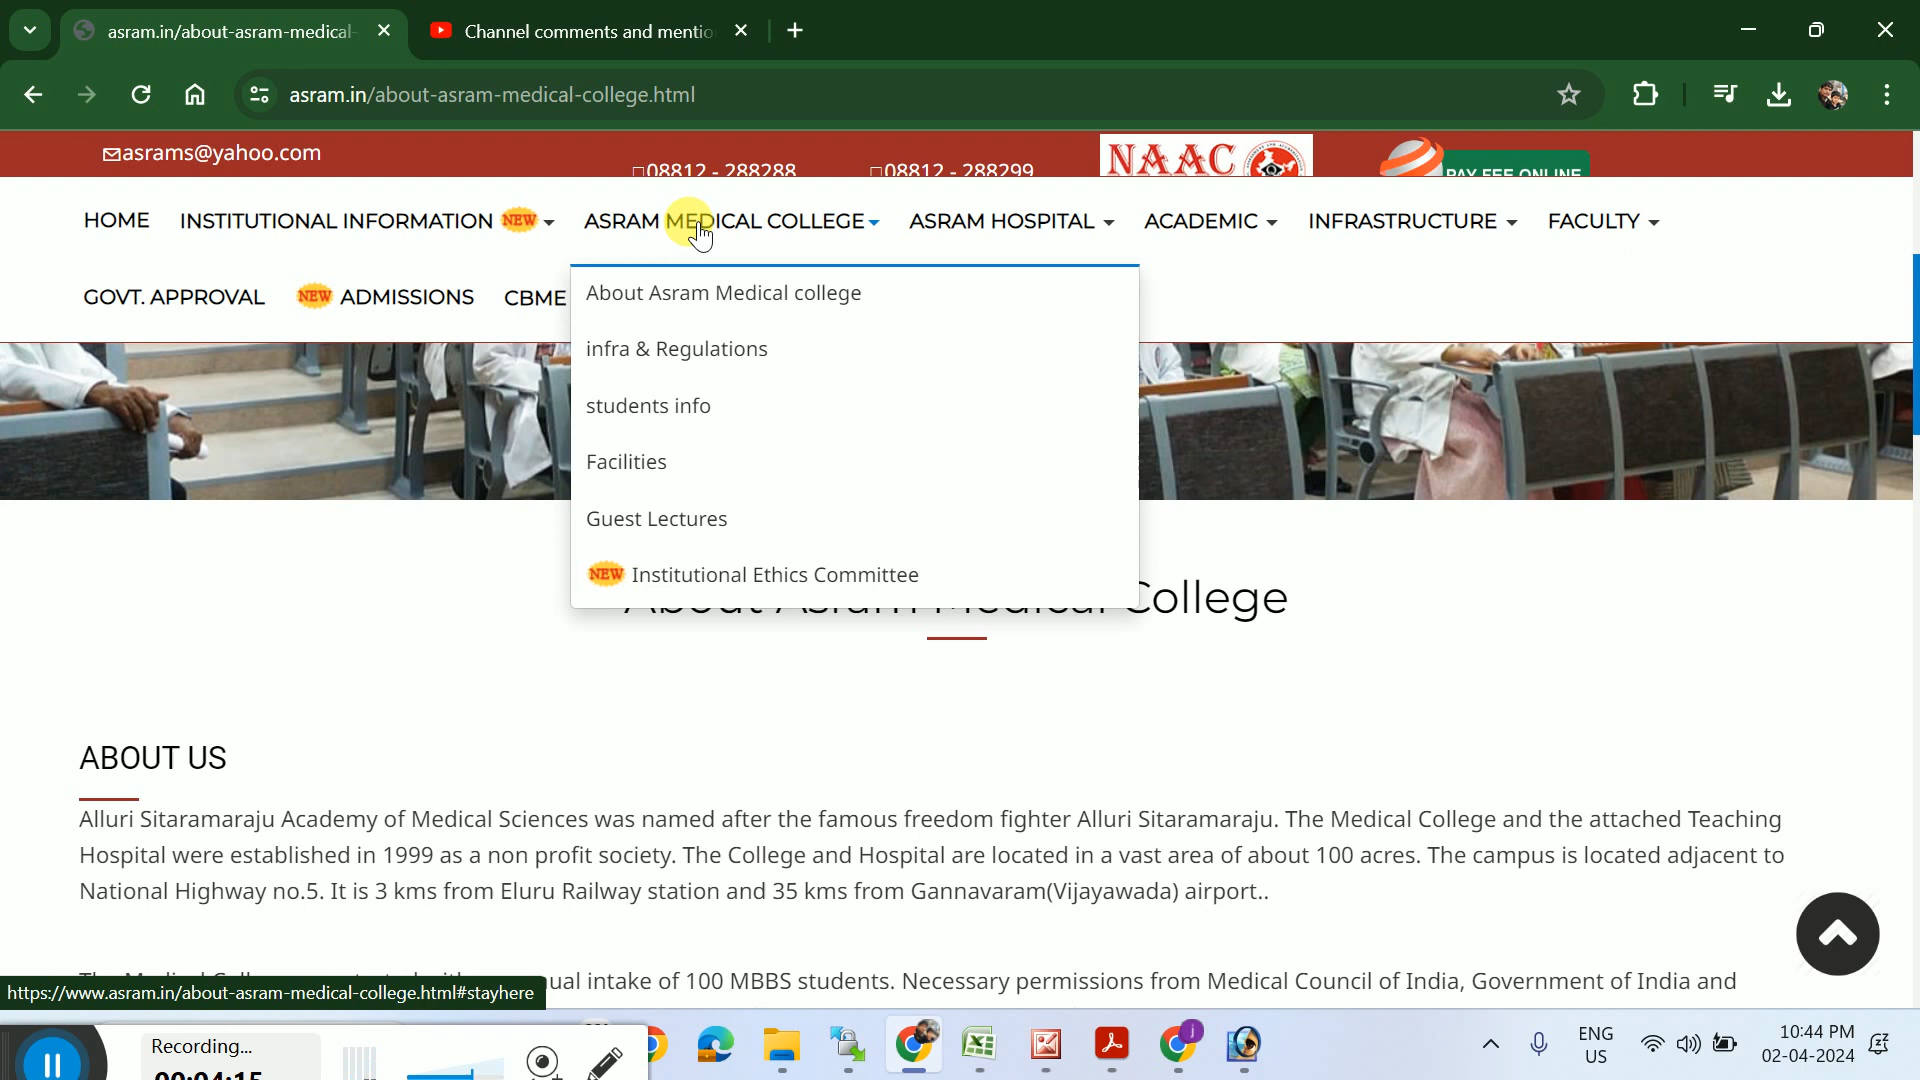 asram.in/about-asram-medical-
Channel comments and mentio
asram.in/about-asram-medical-college.html
asrams@yahoo.com
08812 - 288288
08812 - 288299
NAAC
PAY FEE ONLINE
HOME
INSTITUTIONAL INFORMATION NEW
ASRAM MEDICAL COLLEGE
ASRAM HOSPITAL
ACADEMIC
INFRASTRUCTURE
FACULTY
GOVT. APPROVAL
NEW ADMISSIONS
CBME
About Asram Medical college
infra & Regulations
students info
Facilities
Guest Lectures
NEW Institutional Ethics Committee
About Asram Medical College
ABOUT US
Alluri Sitaramaraju Academy of Medical Sciences was named after the famous freedom fighter Alluri Sitaramaraju. The Medical College and the attached Teaching
Hospital were established in 1999 as a non profit society. The College and Hospital are located in a vast area of about 100 acres. The campus is located adjacent to
National Highway no.5. It is 3 kms from Eluru Railway station and 35 kms from Gannavaram(Vijayawada) airport..
ual intake of 100 MBBS students. Necessary permissions from Medical Council of India, Government of India and
https://www.asram.in/about-asram-medical-college.html#stayhere
Recording...
00:04:15
ENG
US
10:44 PM
02-04-2024